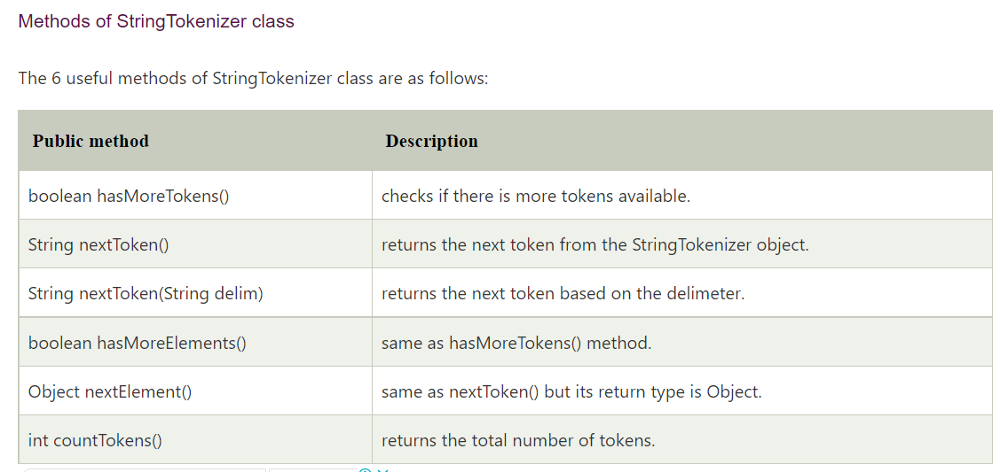 Methods of StringTokenizer class
The 6 useful methods of StringTokenizer class are as follows:
Public method Description
boolean hasMoreTokens() checks if there is more tokens available.
String nextToken() returns the next token from the StringTokenizer object.
String nextToken(String delim) returns the next token based on the delimeter.
boolean hasMoreElements() same as hasMoreTokens() method.
Object nextElement() same as nextToken() but its return type is Object.
int countTokens() returns the total number of tokens.